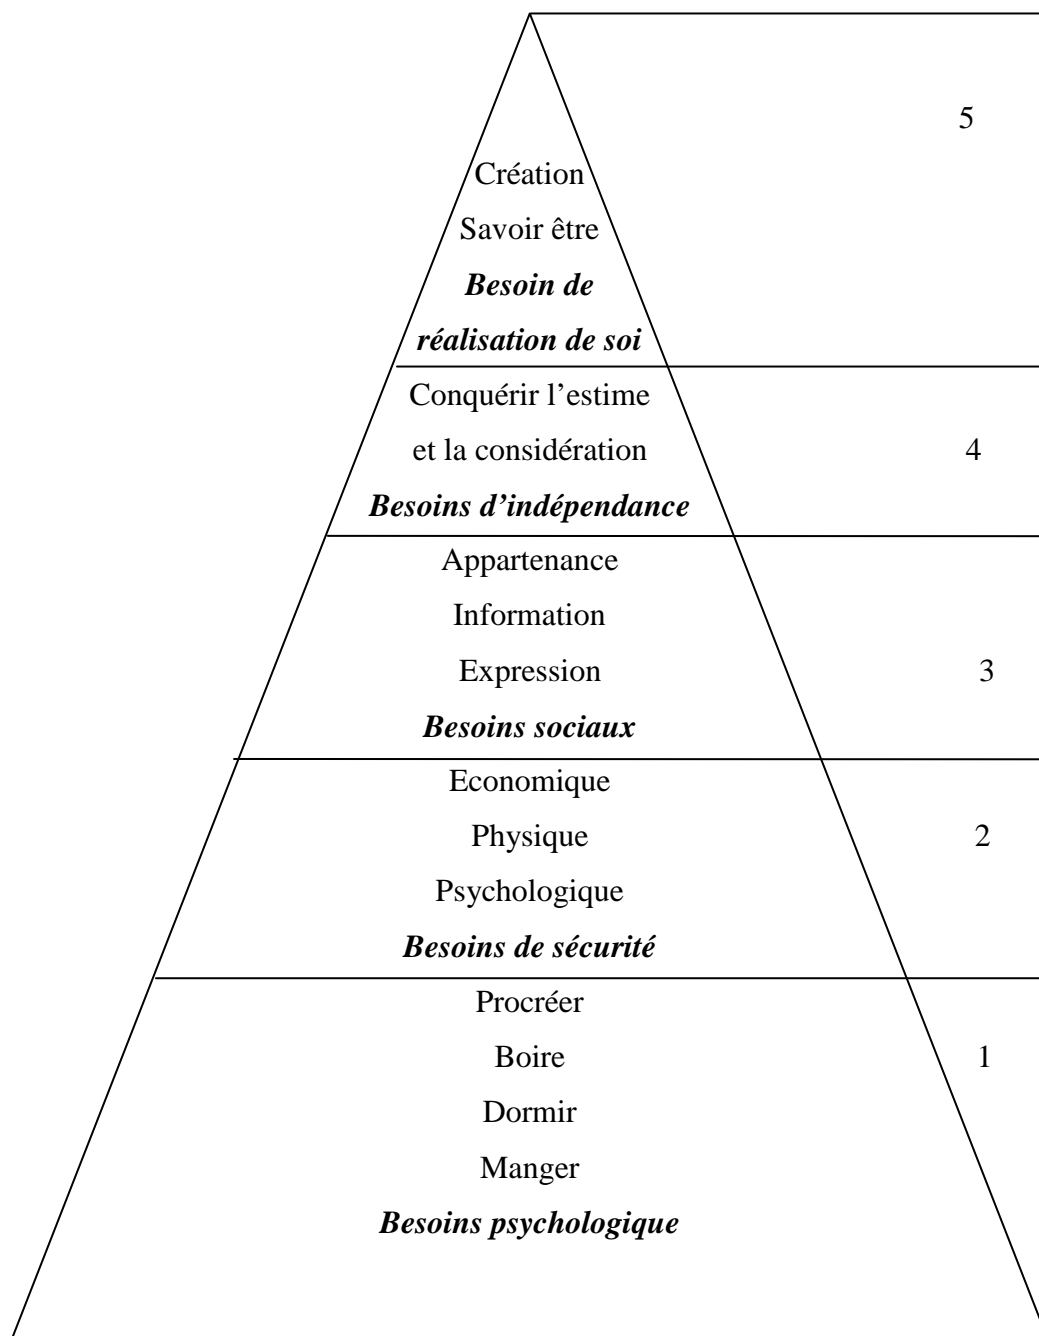 5
Création
Savoir être
Besoin de
réalisation de soi
Conquérir l’estime
et la considération
4
Besoins d’indépendance
Appartenance
Information
Expression
3
Besoins sociaux
Economique
Physique
2
Psychologique
Besoins de sécurité
Procréer
Boire
1
Dormir
Manger
Besoins psychologique